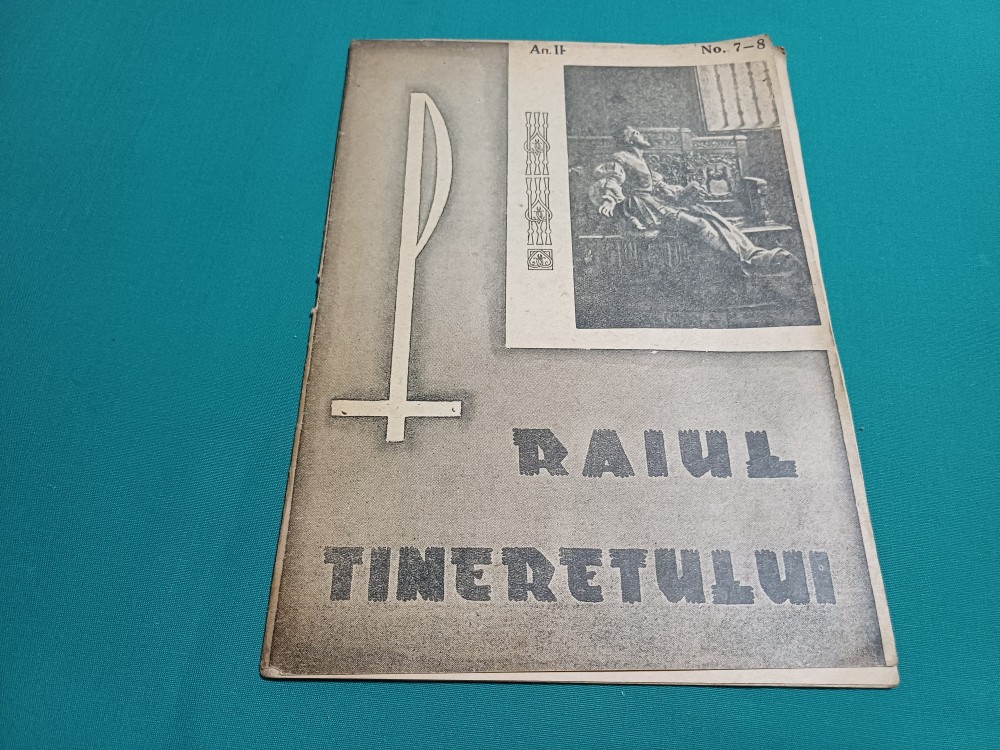 An. II-
No. 7-8
RAIUL
TINERETULUI